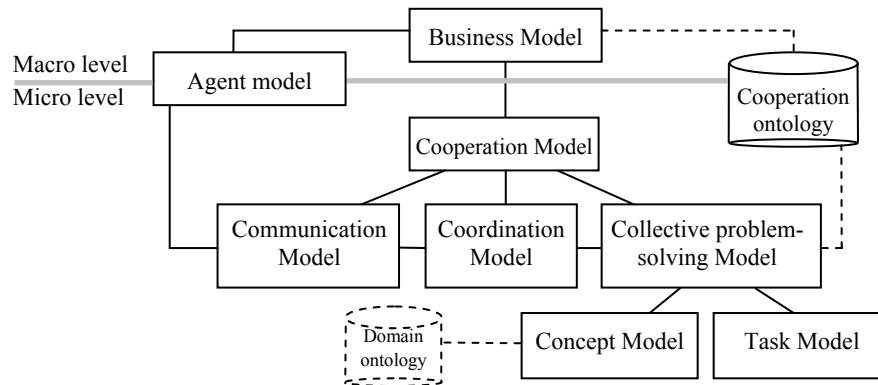 Business Model
Macro level
Micro level
Agent model
Cooperation
ontology
Cooperation Model
Communication
Model
Coordination
Model
Collective problem-
solving Model
Domain
ontology
Concept Model
Task Model